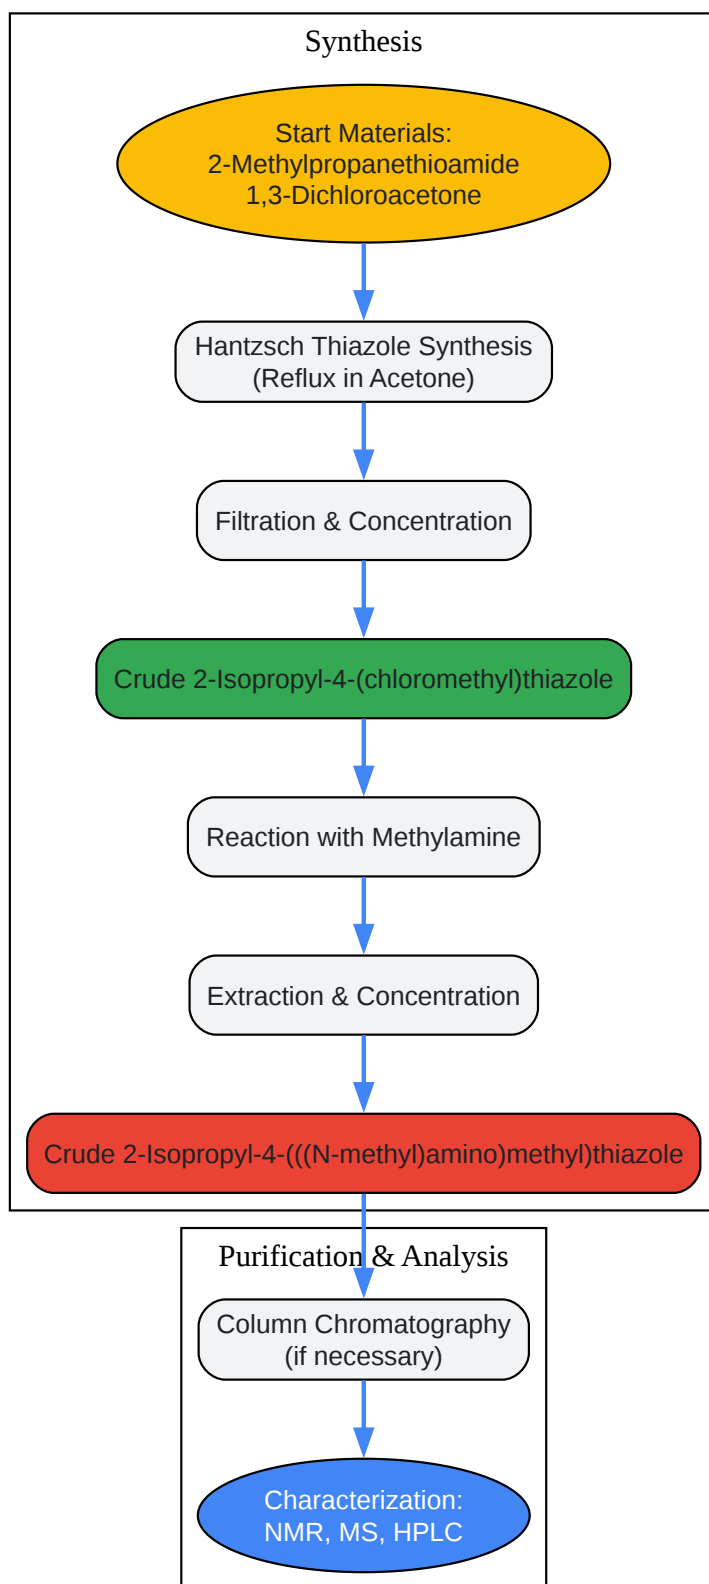 Synthesis
Start Materials:
2-Methylpropanethioamide
1,3-Dichloroacetone
Hantzsch Thiazole Synthesis
(Reflux in Acetone)
Filtration & Concentration
Crude 2-Isopropyl-4-(chloromethyl)thiazole
Reaction with Methylamine
Extraction & Concentration
Crude 2-Isopropyl-4-(((N-methyl)amino)methyl)thiazole
Purification & Analysis
Column Chromatography
(if necessary)
Characterization:
NMR, MS, HPLC